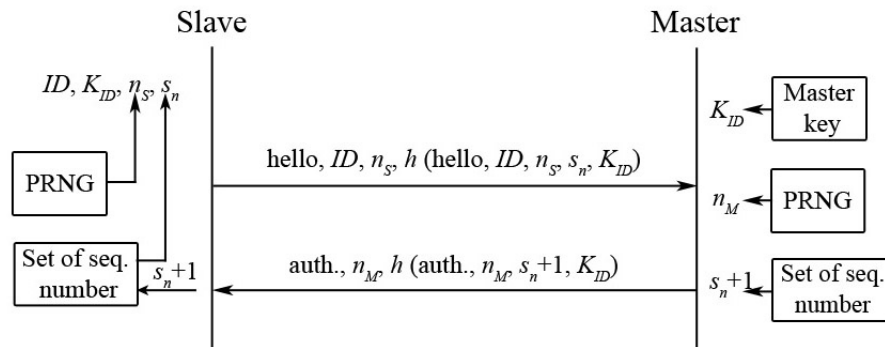 Slave
Master
ID, K_ID, n_S, s_n
PRNG
Set of seq.
number
s_n+1
hello, ID, n_S, h (hello, ID, n_S, s_n, K_ID)
auth., n_M, h (auth., n_M, s_n+1, K_ID)
K_ID
Master
key
n_M
PRNG
s_n+1
Set of seq.
number